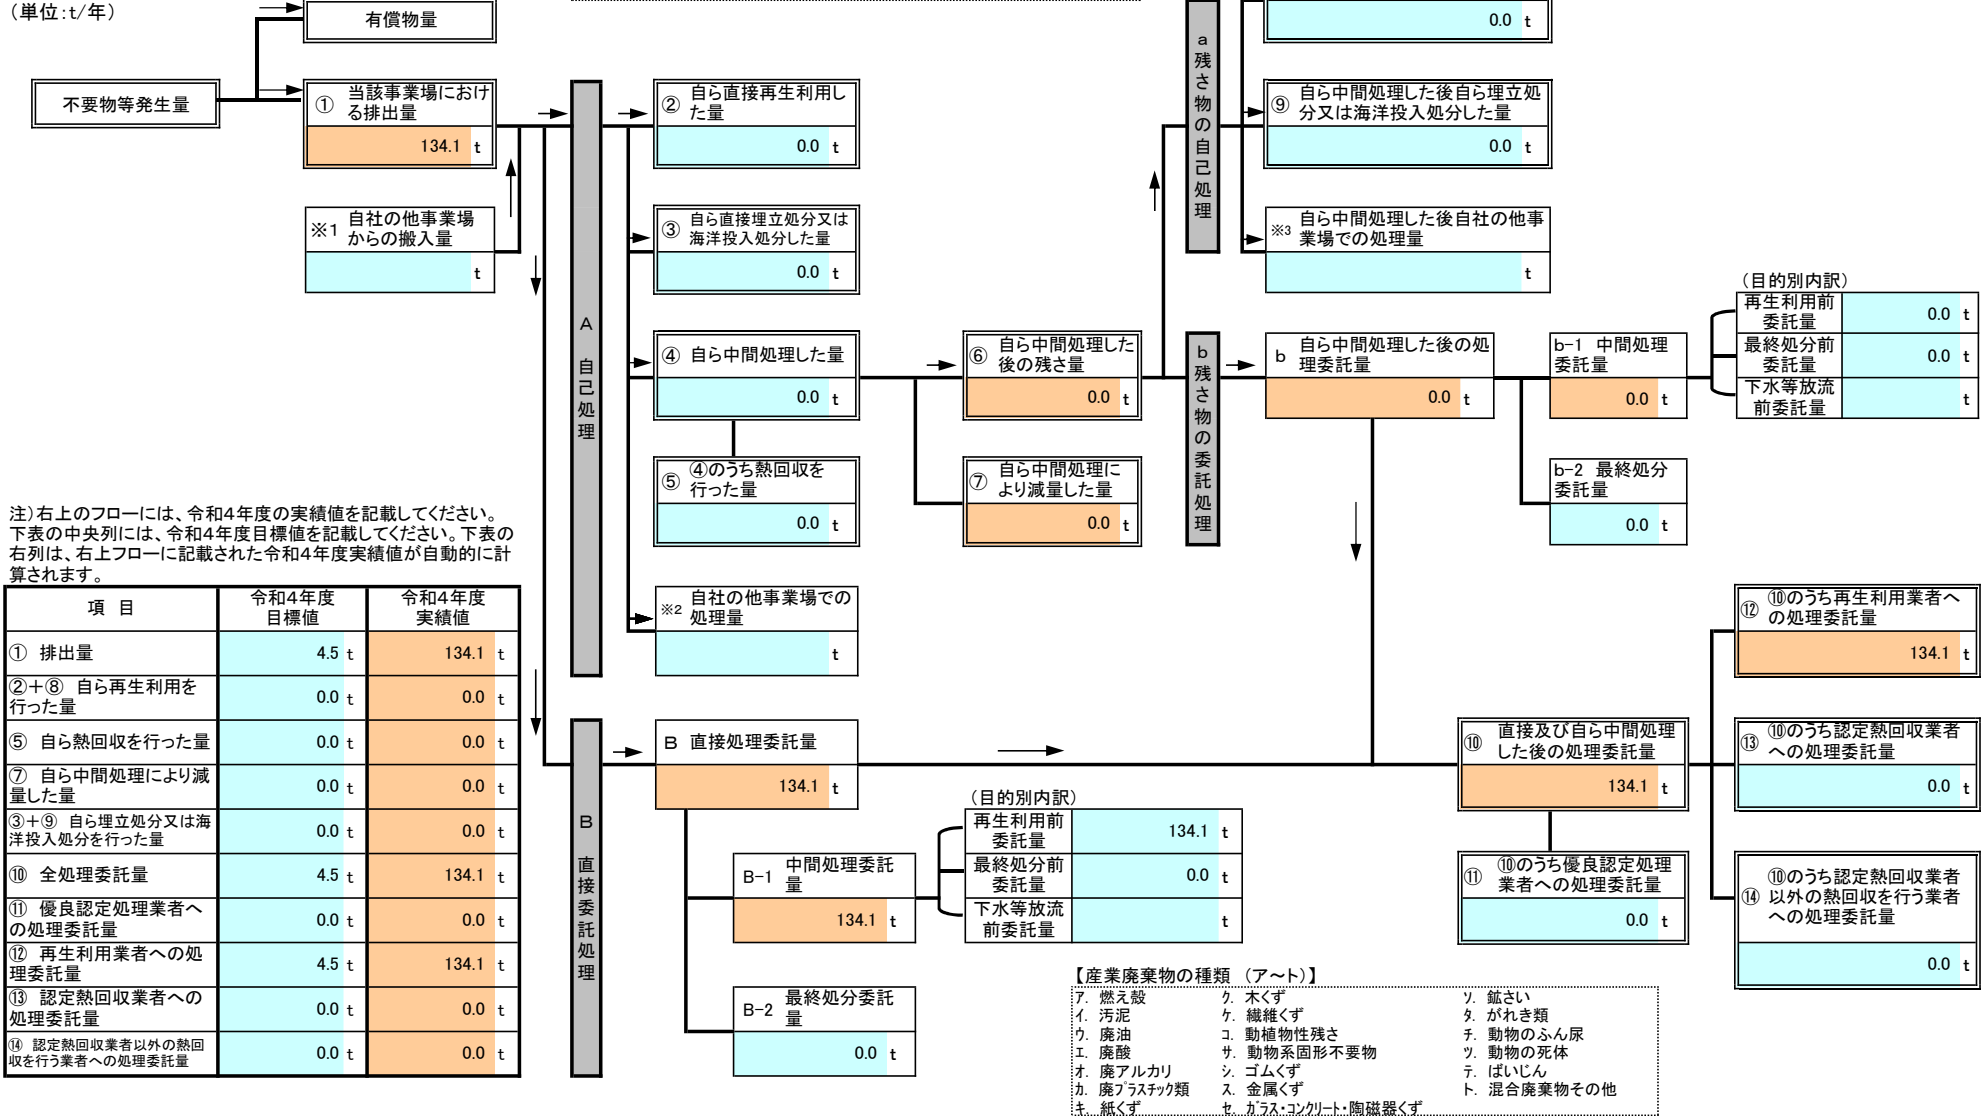 （単位：ｔ/年）
有償物量
不要物等発生量
① 当該事業場におけ
る排出量
134.1 t
※1 自社の他事業場
からの搬入量
t
A 自己処理
② 自ら直接再生利用し
た量
0.0 t
③ 自ら直接埋立処分又は
海洋投入処分した量
0.0 t
④ 自ら中間処理した量
0.0 t
⑤ ④のうち熱回収を
行った量
0.0 t
※2 自社の他事業場での
処理量
t
⑥ 自ら中間処理した
後の残さ量
0.0 t
⑦ 自ら中間処理に
より減量した量
0.0 t
a 残さ物の自己処理
0.0 t
⑨ 自ら中間処理した後自ら埋立処
分又は海洋投入処分した量
0.0 t
※3 自ら中間処理した後自社の他事
業場での処理量
t
b 残さ物の委託処理
b 自ら中間処理した後の処
理委託量
0.0 t
b-1 中間処理
委託量
0.0 t
b-2 最終処分
委託量
0.0 t
（目的別内訳）
再生利用前
委託量
0.0 t
最終処分前
委託量
0.0 t
下水等放流
前委託量
t
注）右上のフローには、令和４年度の実績値を記載してください。
下表の中央列には、令和４年度目標値を記載してください。下表の
右列は、右上フローに記載された令和４年度実績値が自動的に計
算されます。
項 目 令和４年度 令和４年度
目標値 実績値
① 排出量 4.5 t 134.1 t
②＋⑧ 自ら再生利用を
行った量 0.0 t 0.0 t
⑤ 自ら熱回収を行った量 0.0 t 0.0 t
⑦ 自ら中間処理により減
量した量 0.0 t 0.0 t
③＋⑨ 自ら埋立処分又は海
洋投入処分を行った量 0.0 t 0.0 t
⑩ 全処理委託量 4.5 t 134.1 t
⑪ 優良認定処理業者へ
の処理委託量 0.0 t 0.0 t
⑫ 再生利用業者への処
理委託量 4.5 t 134.1 t
⑬ 認定熱回収業者への
処理委託量 0.0 t 0.0 t
⑭ 認定熱回収業者以外の熱回
収を行う業者への処理委託量 0.0 t 0.0 t
B 直接委託処理
B 直接処理委託量
134.1 t
B-1 中間処理委託
量
134.1 t
B-2 最終処分委託
量
0.0 t
（目的別内訳）
再生利用前
委託量
134.1 t
最終処分前
委託量
0.0 t
下水等放流
前委託量
t
⑩ 直接及び自ら中間処理
した後の処理委託量
134.1 t
⑪ ⑩のうち優良認定処理
業者への処理委託量
0.0 t
⑫ ⑩のうち再生利用業者へ
の処理委託量
134.1 t
⑬ ⑩のうち認定熱回収業者
への処理委託量
0.0 t
⑭ ⑩のうち認定熱回収業者
以外の熱回収を行う業者
への処理委託量
0.0 t
【産業廃棄物の種類 （ア～ト）】
ｱ. 燃え殻 ｸ. 木くず ｿ. 鉱さい
ｲ. 汚泥 ｹ. 繊維くず ﾀ. がれき類
ｳ. 廃油 ｺ. 動植物性残さ ﾁ. 動物のふん尿
ｴ. 廃酸 ｻ. 動物系固形不要物 ﾂ. 動物の死体
ｵ. 廃アルカリ ｼ. ゴムくず ﾃ. ばいじん
ｶ. 廃ﾌﾟﾗｽﾁｯｸ類 ｽ. 金属くず ﾄ. 混合廃棄物その他
ｷ. 紙くず ｾ. ｶﾞﾗｽ・ｺﾝｸﾘｰﾄ・陶磁器くず